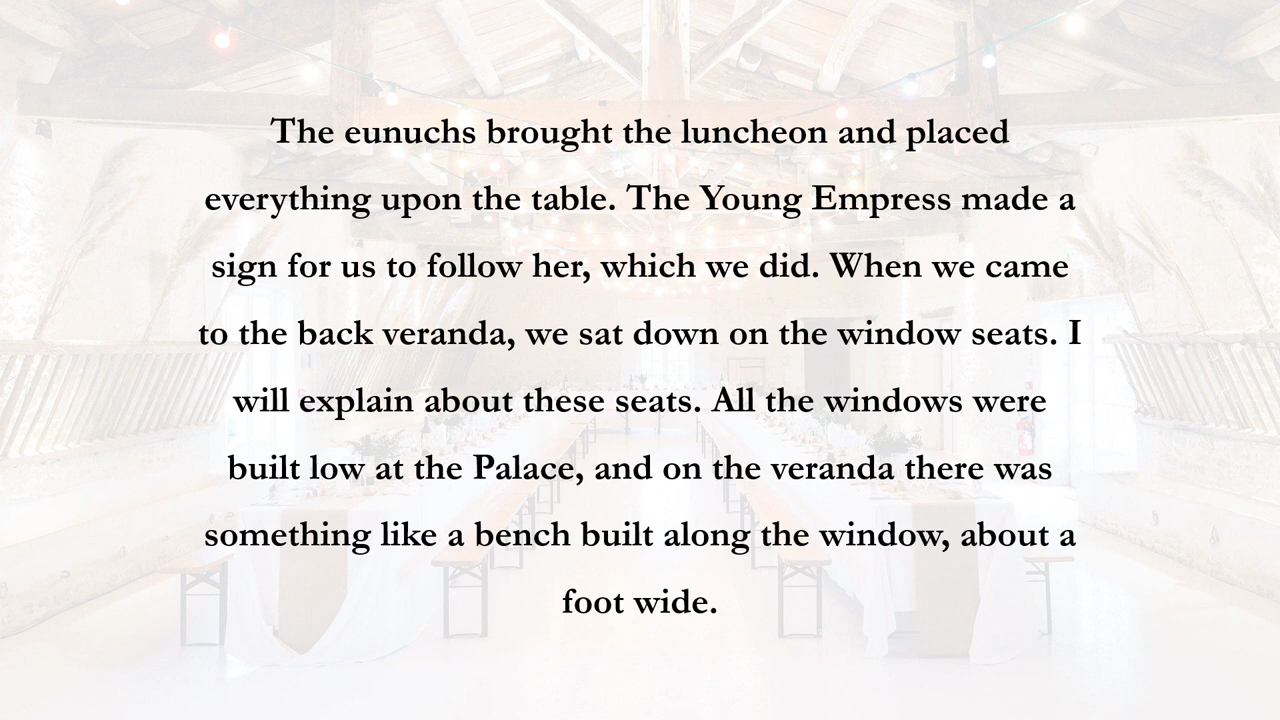 The eunuchs brought the luncheon and placed
everything upon the table. The Young Empress made a
sign for us to follow her, which we did. When we came
to the back veranda, we sat down on the window seats. I
will explain about these seats. All the windows were
built low at the Palace, and on the veranda there was
something like a bench built along the window, about a
foot wide.